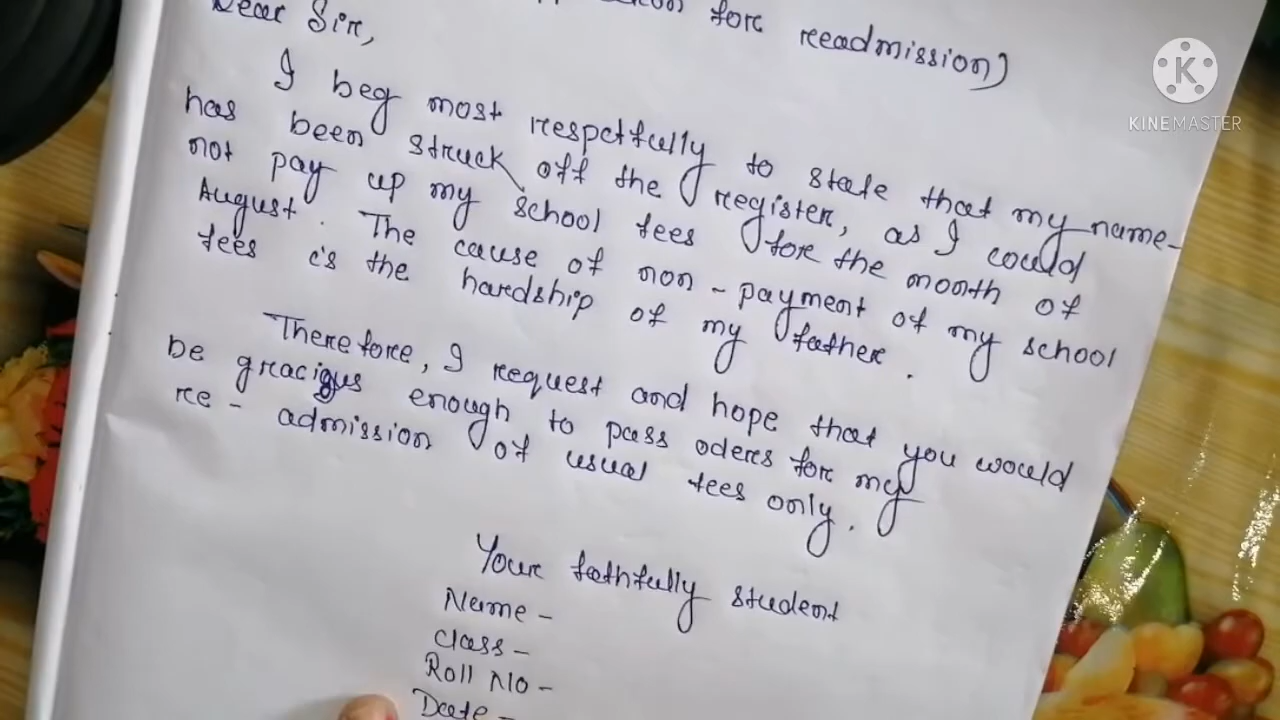 for readmission)
Dear Sir,
I beg most respctfully to state that my name-
has been struck off the register, as I could
not pay up my school fees for the month of
August. The cause of non-payment of my school
fees is the hardship of my father.
Therefore, I request and hope that you would
be gracious enough to pass oders for my
re-admission of usual fees only.
Your faithfully student
Name -
Class -
Roll No -
Date -
KINEMASTER